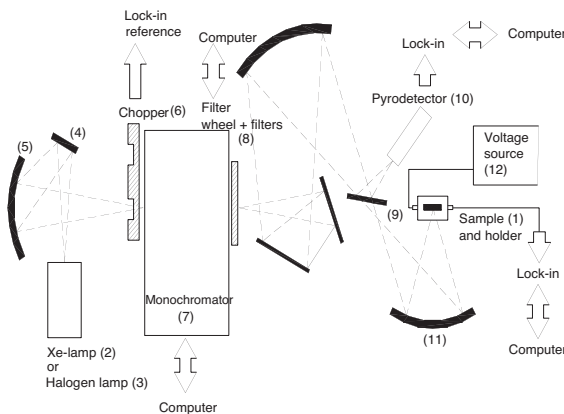 Lock-in
reference
Computer
Lock-in
Computer
Chopper (6)
Filter
wheel + filters
(8)
Pyrodetector (10)
Voltage
source
(12)
(5)
(4)
(9)
Sample (1)
and holder
Lock-in
Monochromator
(7)
(11)
Xe-lamp (2)
or
Halogen lamp (3)
Computer
Computer